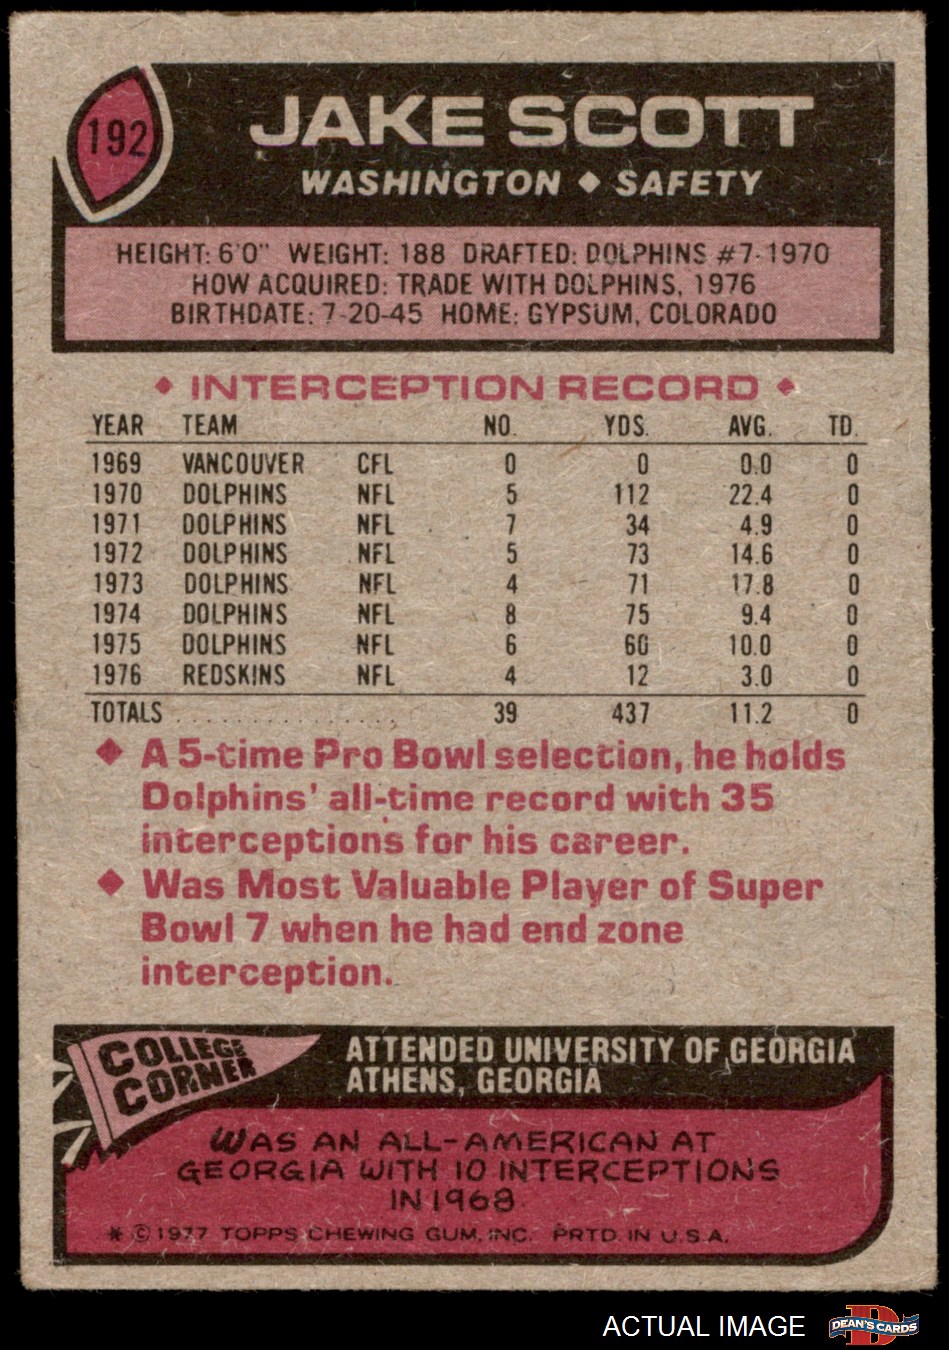 192
JAKE SCOTT
WASHINGTON ◆ SAFETY
HEIGHT: 6'0" WEIGHT: 188 DRAFTED: DOLPHINS #7-1970
HOW ACQUIRED: TRADE WITH DOLPHINS, 1976
BIRTHDATE: 7-20-45 HOME: GYPSUM, COLORADO
◆ INTERCEPTION RECORD ◆
YEAR TEAM NO. YDS. AVG. TD.
1969 VANCOUVER CFL 0 0 0.0 0
1970 DOLPHINS NFL 5 112 22.4 0
1971 DOLPHINS NFL 7 34 4.9 0
1972 DOLPHINS NFL 5 73 14.6 0
1973 DOLPHINS NFL 4 71 17.8 0
1974 DOLPHINS NFL 8 75 9.4 0
1975 DOLPHINS NFL 6 60 10.0 0
1976 REDSKINS NFL 4 12 3.0 0
TOTALS . . . . . . . . . . . . . . 39 437 11.2 0
◆ A 5-time Pro Bowl selection, he holds
Dolphins' all-time record with 35
interceptions for his career.
◆ Was Most Valuable Player of Super
Bowl 7 when he had end zone
interception.
COLLEGE
CORNER
ATTENDED UNIVERSITY OF GEORGIA
ATHENS, GEORGIA
WAS AN ALL-AMERICAN AT
GEORGIA WITH 10 INTERCEPTIONS
IN 1968.
* © 1977 TOPPS CHEWING GUM, INC. PRTD. IN U.S.A.
ACTUAL IMAGE
DEAN'S CARDS